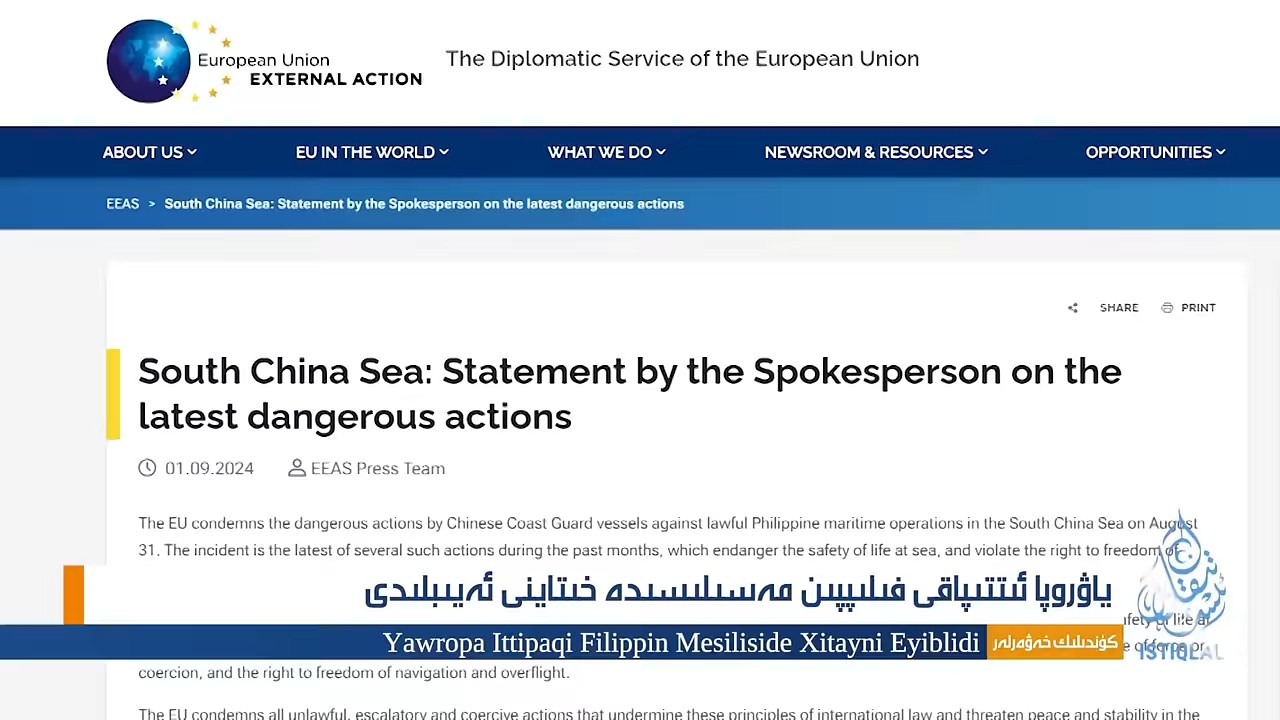 European Union
EXTERNAL ACTION
The Diplomatic Service of the European Union
ABOUT US
EU IN THE WORLD
WHAT WE DO
NEWSROOM & RESOURCES
OPPORTUNITIES
EEAS > South China Sea: Statement by the Spokesperson on the latest dangerous actions
SHARE
PRINT
South China Sea: Statement by the Spokesperson on the
latest dangerous actions
01.09.2024
EEAS Press Team
The EU condemns the dangerous actions by Chinese Coast Guard vessels against lawful Philippine maritime operations in the South China Sea on August
31. The incident is the latest of several such actions during the past months, which endanger the safety of life at sea, and violate the right to freedom of
ياۋروپا ئىتتىپاقى فىلىپپىن مەسىلىسىدە خىتاينى ئەيىبلىدى
safety of life at
Yawropa Ittipaqi Filippin Mesiliside Xitayni Eyiblidi
كۈندىلىك خەۋەرلەر
of force or
ISTIQLAL
coercion, and the right to freedom of navigation and overflight.
The EU condemns all unlawful, escalatory and coercive actions that undermine these principles of international law and threaten peace and stability in the